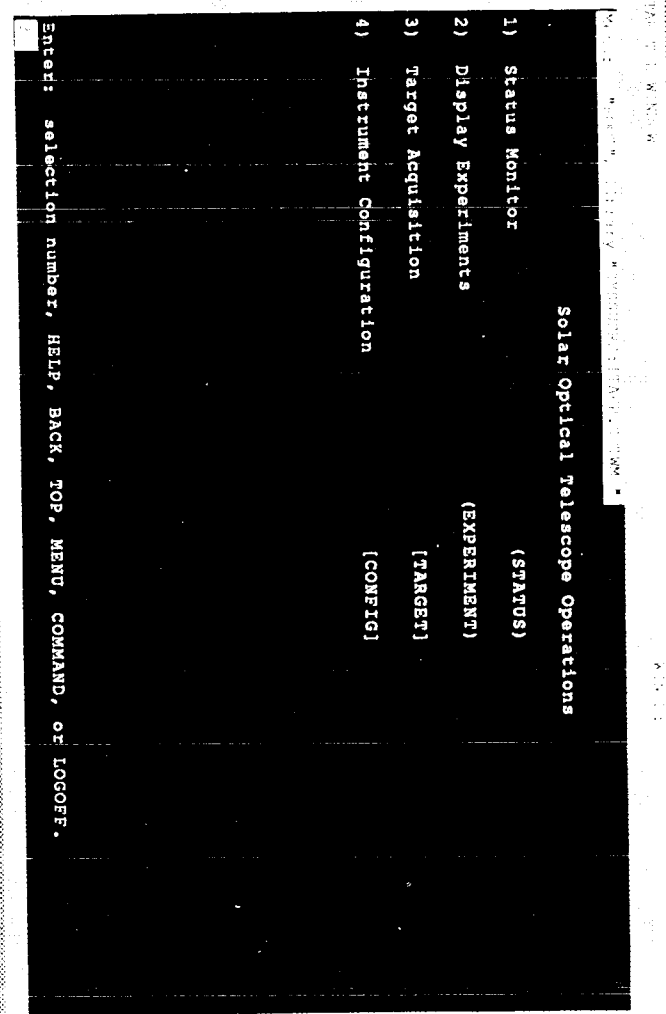 Solar Optical Telescope Operations
1) Status Monitor (STATUS)
2) Display Experiments (EXPERIMENT)
3) Target Acquisition [TARGET]
4) Instrument Configuration [CONFIG]
Enter: selection number, HELP, BACK, TOP, MENU, COMMAND, or LOGOFF.